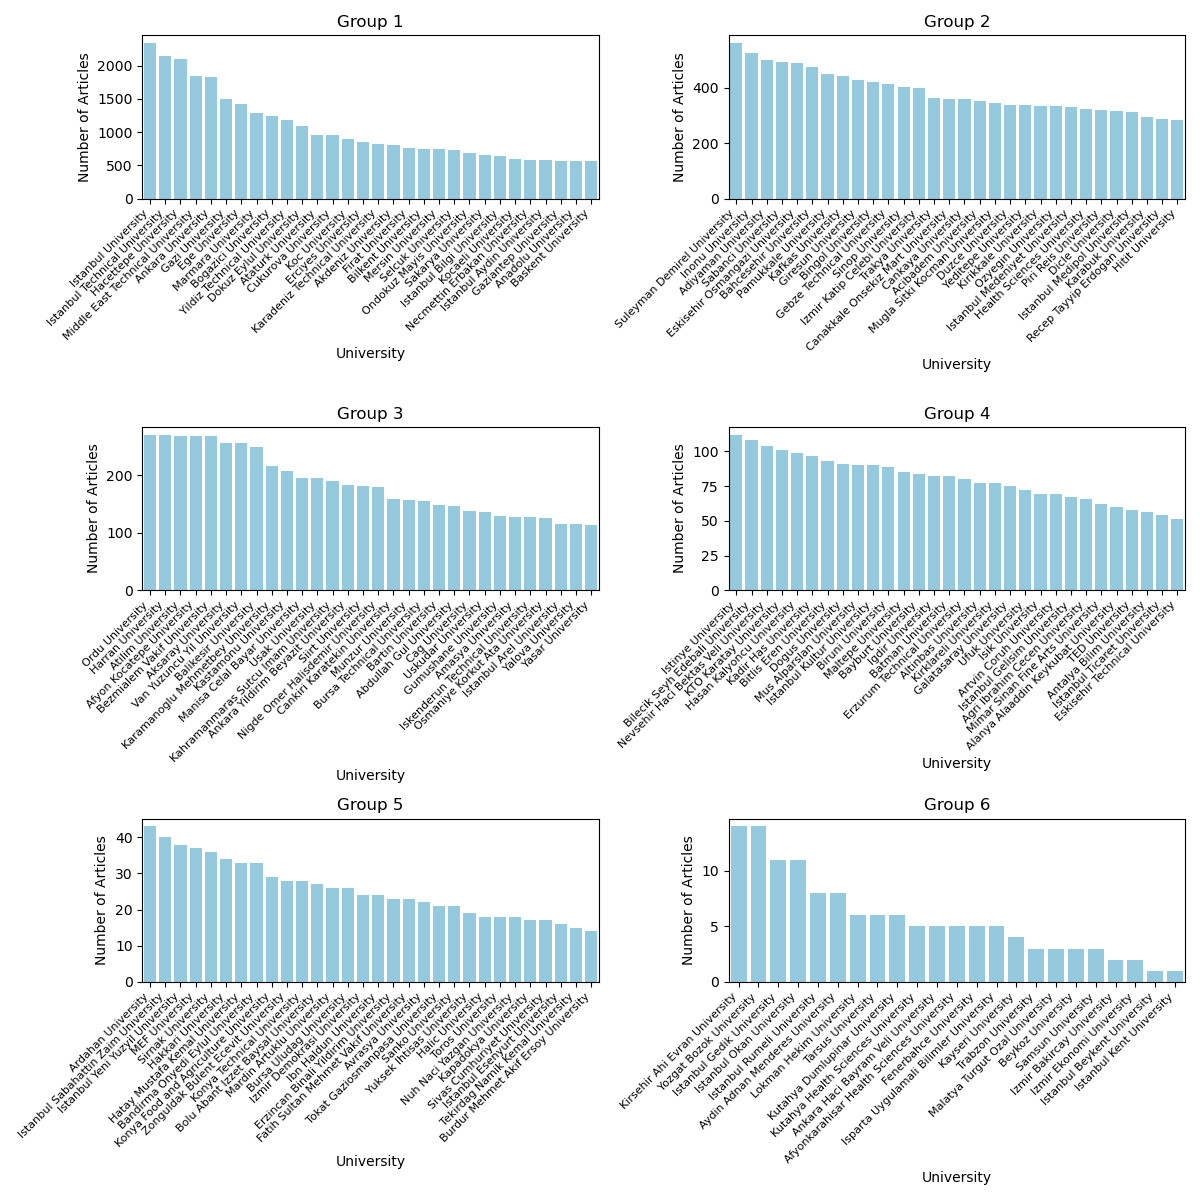 Group 1
Number of Articles
2000
1500
1000
500
0
Istanbul University
Istanbul Technical University
Hacettepe University
Middle East Technical University
Ankara University
Gazi University
Ege University
Marmara University
Bogazici University
Yildiz Technical University
Dokuz Eylul University
Ataturk University
Cukurova University
Koc University
Erciyes University
Karadeniz Technical University
Akdeniz University
Firat University
Bilkent University
Mersin University
Selcuk University
Ondokuz Mayis University
Sakarya University
Istanbul Bilgi University
Kocaeli University
Necmettin Erbakan University
Istanbul Aydin University
Gaziantep University
Anadolu University
Baskent University
University
Group 2
Number of Articles
400
200
0
Suleyman Demirel University
Inonu University
Adiyaman University
Sabanci University
Eskisehir Osmangazi University
Bahcesehir University
Pamukkale University
Kafkas University
Giresun University
Bingol University
Gebze Technical University
Sinop University
Izmir Katip Celebi University
Trakya University
Canakkale Onsekiz Mart University
Cankaya University
Acibadem University
Mugla Sitki Kocman University
Duzce University
Yeditepe University
Kirikkale University
Ozyegin University
Istanbul Medeniyet University
Health Sciences University
Piri Reis University
Dicle University
Istanbul Medipol University
Karabuk University
Recep Tayyip Erdogan University
Hitit University
University
Group 3
Number of Articles
200
100
0
Ordu University
Harran University
Atilim University
Afyon Kocatepe University
Bezmialem Vakif University
Aksaray University
Van Yuzuncu Yil University
Balikesir University
Karamanoglu Mehmetbey University
Kastamonu University
Manisa Celal Bayar University
Usak University
Kahramanmaras Sutcu Imam University
Ankara Yildirim Beyazit University
Siirt University
Nigde Omer Halisdemir University
Cankiri Karatekin University
Munzur University
Bursa Technical University
Bartin University
Abdullah Gul University
Cag University
Uskudar University
Gumushane University
Amasya University
Iskenderun Technical University
Osmaniye Korkut Ata University
Istanbul Arel University
Yalova University
Yasar University
University
Group 4
Number of Articles
100
75
50
25
0
Istinye University
Bilecik Seyh Edebali University
Nevsehir Haci Bektas Veli University
KTO Karatay University
Hasan Kalyoncu University
Kadir Has University
Bitlis Eren University
Dogus University
Mus Alparslan University
Istanbul Kultur University
Biruni University
Maltepe University
Bayburt University
Igdir University
Batman University
Erzurum Technical University
Altinbas University
Kirklareli University
Galatasaray University
Ufuk University
Isik University
Artvin Coruh University
Istanbul Gelisim University
Agri Ibrahim Cecen University
Mimar Sinan Fine Arts University
Alanya Alaaddin Keykubat University
Antalya Bilim University
TED University
Istanbul Ticaret University
Eskisehir Technical University
University
Group 5
Number of Articles
40
30
20
10
0
Ardahan University
Istanbul Sabahattin Zaim University
Istanbul Yeni Yuzyil University
MEF University
Sirnak University
Hakkari University
Hatay Mustafa Kemal University
Bandirma Onyedi Eylul University
Konya Food and Agriculture University
Zonguldak Bulent Ecevit University
Konya Technical University
Bolu Abant Izzet Baysal University
Mardin Artuklu University
Bursa Uludag University
Izmir Demokrasi University
Ibn Haldun University
Erzincan Binali Yildirim University
Fatih Sultan Mehmet Vakif University
Avrasya University
Tokat Gaziosmanpasa University
Sanko University
Yuksek Ihtisas University
Halic University
Toros University
Nuh Naci Yazgan University
Kapadokya University
Sivas Cumhuriyet University
Istanbul Esenyurt University
Tekirdag Namik Kemal University
Burdur Mehmet Akif Ersoy University
University
Group 6
Number of Articles
10
5
0
Kirsehir Ahi Evran University
Yozgat Bozok University
Istanbul Gedik University
Istanbul Okan University
Aydin Adnan Menderes University
Istanbul Rumeli University
Lokman Hekim University
Tarsus University
Kutahya Dumlupinar University
Kutahya Health Sciences University
Ankara Haci Bayram Veli University
Afyonkarahisar Health Sciences University
Fenerbahce University
Isparta Uygulamali Bilimler University
Kayseri University
Trabzon University
Malatya Turgut Ozal University
Beykoz University
Samsun University
Izmir Bakircay University
Izmir Ekonomi University
Istanbul Beykent University
Istanbul Kent University
University